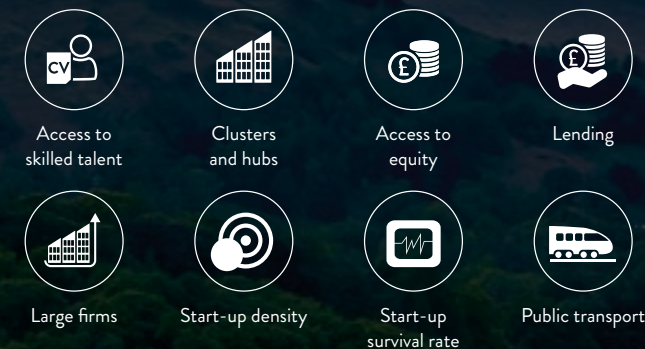 CV
£
£
Access to
skilled talent
Clusters
and hubs
Access to
equity
Lending
Large firms
Start-up density
Start-up
survival rate
Public transport